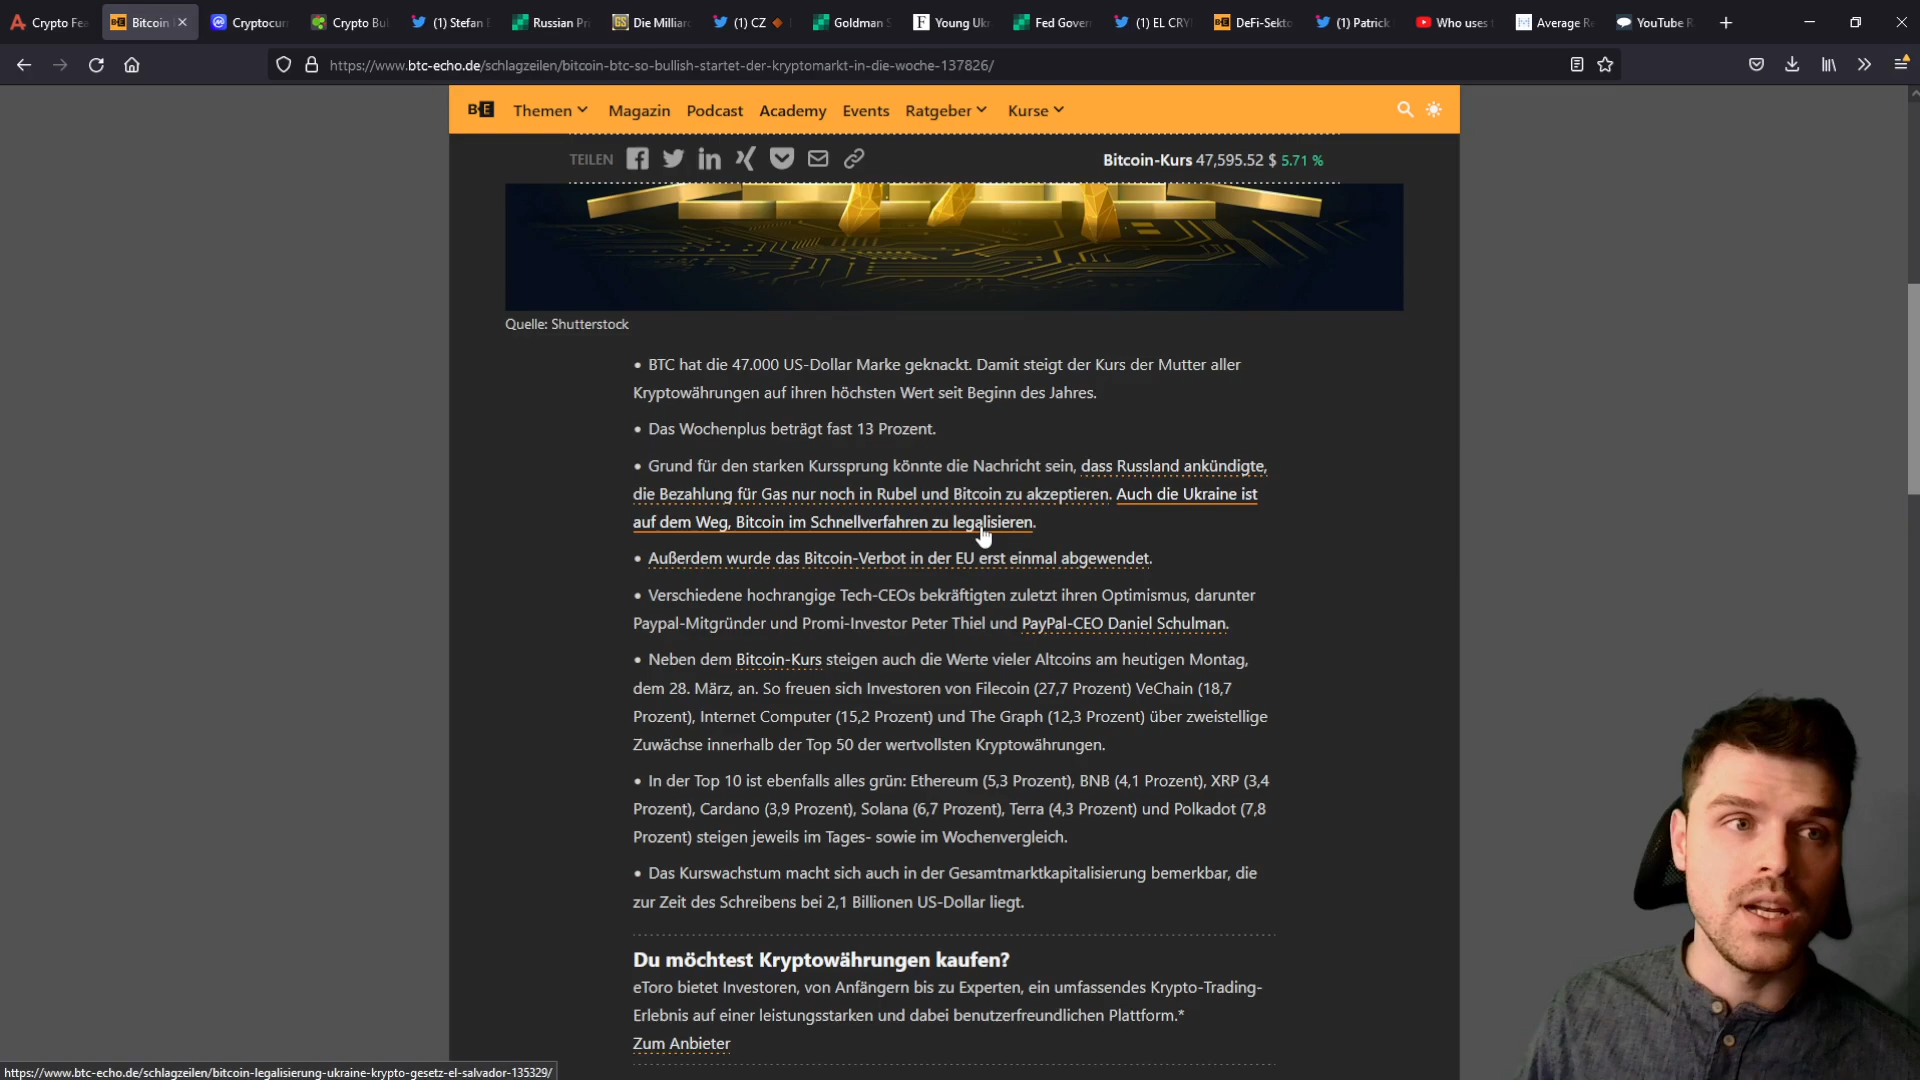 Crypto Fea
Bitcoin
Cryptocurr
Crypto Bul
(1) Stefan E
Russian Pr
Die Milliar
(1) CZ
Goldman S
Young Ukr
Fed Gover
(1) EL CRY
DeFi-Sekto
(1) Patrick
Who uses
Average Re
YouTube R
https://www.btc-echo.de/schlagzeilen/bitcoin-btc-so-bullish-startet-der-kryptomarkt-in-die-woche-137826/
B·E Themen Magazin Podcast Academy Events Ratgeber Kurse
TEILEN
Bitcoin-Kurs 47,595.52 $ 5.71 %
Quelle: Shutterstock
• BTC hat die 47.000 US-Dollar Marke geknackt. Damit steigt der Kurs der Mutter aller
Kryptowährungen auf ihren höchsten Wert seit Beginn des Jahres.
• Das Wochenplus beträgt fast 13 Prozent.
• Grund für den starken Kurssprung könnte die Nachricht sein, dass Russland ankündigte,
die Bezahlung für Gas nur noch in Rubel und Bitcoin zu akzeptieren. Auch die Ukraine ist
auf dem Weg, Bitcoin im Schnellverfahren zu legalisieren.
• Außerdem wurde das Bitcoin-Verbot in der EU erst einmal abgewendet.
• Verschiedene hochrangige Tech-CEOs bekräftigten zuletzt ihren Optimismus, darunter
Paypal-Mitgründer und Promi-Investor Peter Thiel und PayPal-CEO Daniel Schulman.
• Neben dem Bitcoin-Kurs steigen auch die Werte vieler Altcoins am heutigen Montag,
dem 28. März, an. So freuen sich Investoren von Filecoin (27,7 Prozent) VeChain (18,7
Prozent), Internet Computer (15,2 Prozent) und The Graph (12,3 Prozent) über zweistellige
Zuwächse innerhalb der Top 50 der wertvollsten Kryptowährungen.
• In der Top 10 ist ebenfalls alles grün: Ethereum (5,3 Prozent), BNB (4,1 Prozent), XRP (3,4
Prozent), Cardano (3,9 Prozent), Solana (6,7 Prozent), Terra (4,3 Prozent) und Polkadot (7,8
Prozent) steigen jeweils im Tages- sowie im Wochenvergleich.
• Das Kurswachstum macht sich auch in der Gesamtmarktkapitalisierung bemerkbar, die
zur Zeit des Schreibens bei 2,1 Billionen US-Dollar liegt.
Du möchtest Kryptowährungen kaufen?
eToro bietet Investoren, von Anfängern bis zu Experten, ein umfassendes Krypto-Trading-
Erlebnis auf einer leistungsstarken und dabei benutzerfreundlichen Plattform.*
Zum Anbieter
https://www.btc-echo.de/schlagzeilen/bitcoin-legalisierung-ukraine-krypto-gesetz-el-salvador-135329/